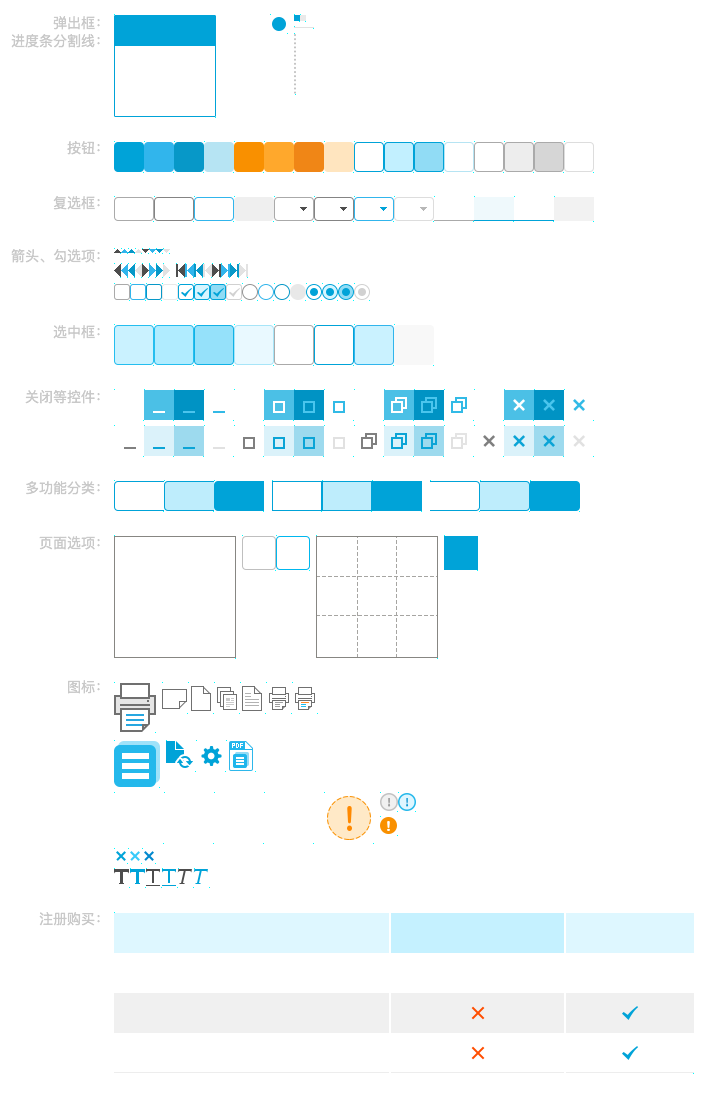 弹出框：
进度条分割线：
按钮：
复选框：
箭头、勾选项：
选中框：
关闭等控件：
多功能分类：
页面选项：
图标：
PDF
T T T T T T
注册购买：